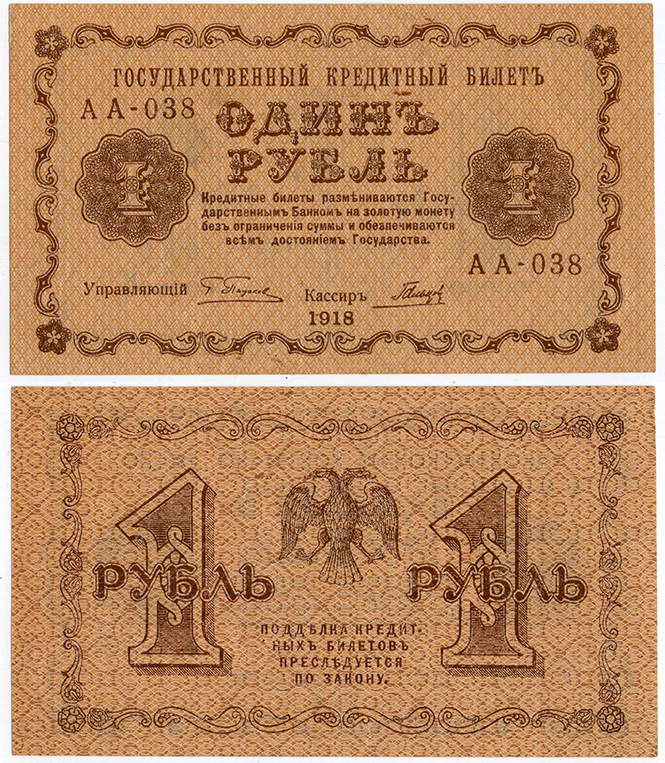 ГОСУДАРСТВЕННЫЙ КРЕДИТНЫЙ БИЛЕТЪ
АА-038
ОДИНЪ
РУБЛЬ
1
1
Кредитные билеты размѣниваются Госу-
дарственнымъ Банкомъ на золотую монету
безъ ограниченія суммы и обезпечиваются
всѣмъ достояніемъ Государства.
АА-038
Управляющій
Кассиръ
1918
1 РУБЛЬ
1 РУБЛЬ
ПОДДѢЛКА КРЕДИТ-
НЫХЪ БИЛЕТОВЪ
ПРЕСЛѢДУЕТСЯ
ПО ЗАКОНУ.